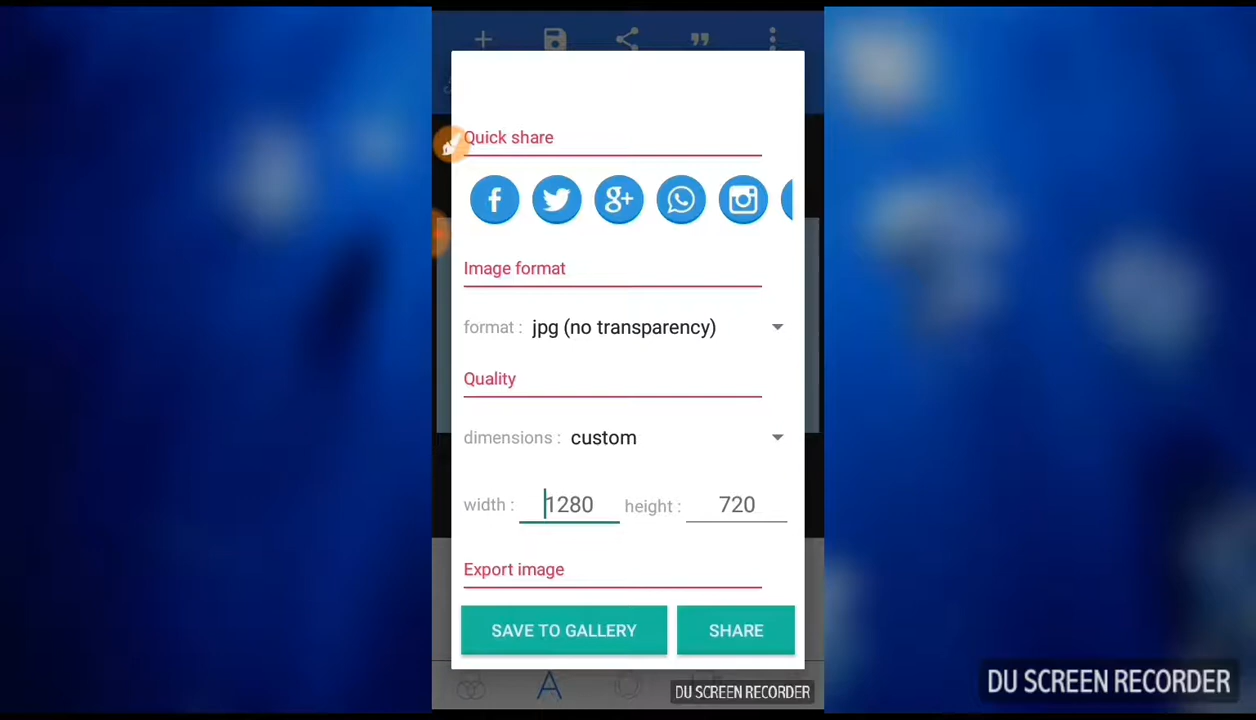 Quick share
Image format
format : jpg (no transparency)
Quality
dimensions : custom
width : 1280 height : 720
Export image
SAVE TO GALLERY SHARE
DU SCREEN RECORDER
DU SCREEN RECORDER